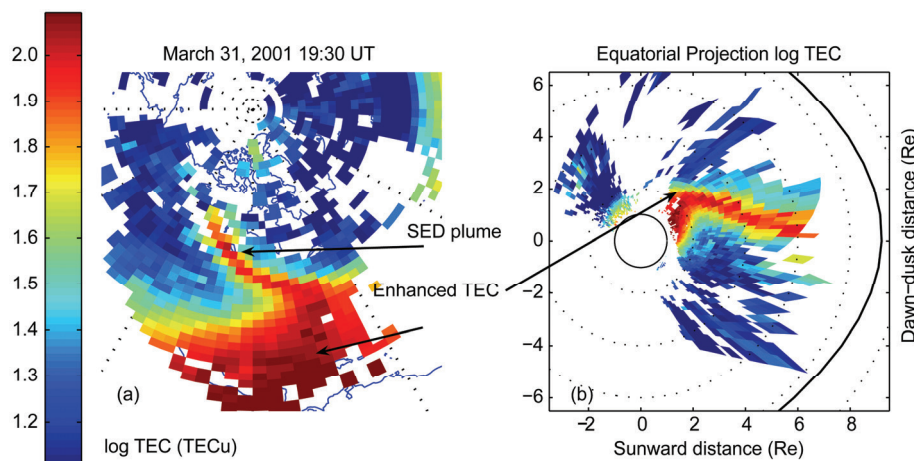 March 31, 2001 19:30 UT
Equatorial Projection log TEC
2.0
1.9
1.8
1.7
1.6
1.5
1.4
1.3
1.2
SED plume
Enhanced TEC
(a)
log TEC (TECu)
6
4
2
0
−2
−4
−6
(b)
−2
0
2
4
6
8
Sunward distance (Re)
Dawn–dusk distance (Re)